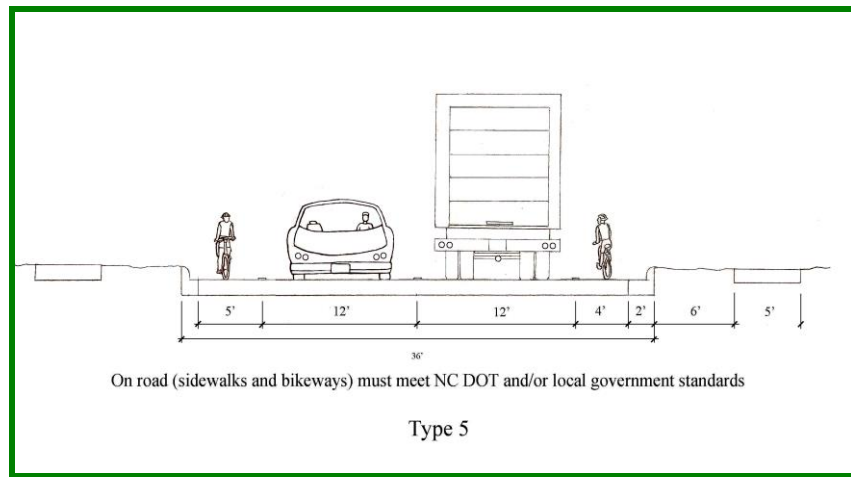 5’ 12’ 12’ 4’ 2’ 6’ 5’
36’
On road (sidewalks and bikeways) must meet NC DOT and/or local government standards
Type 5